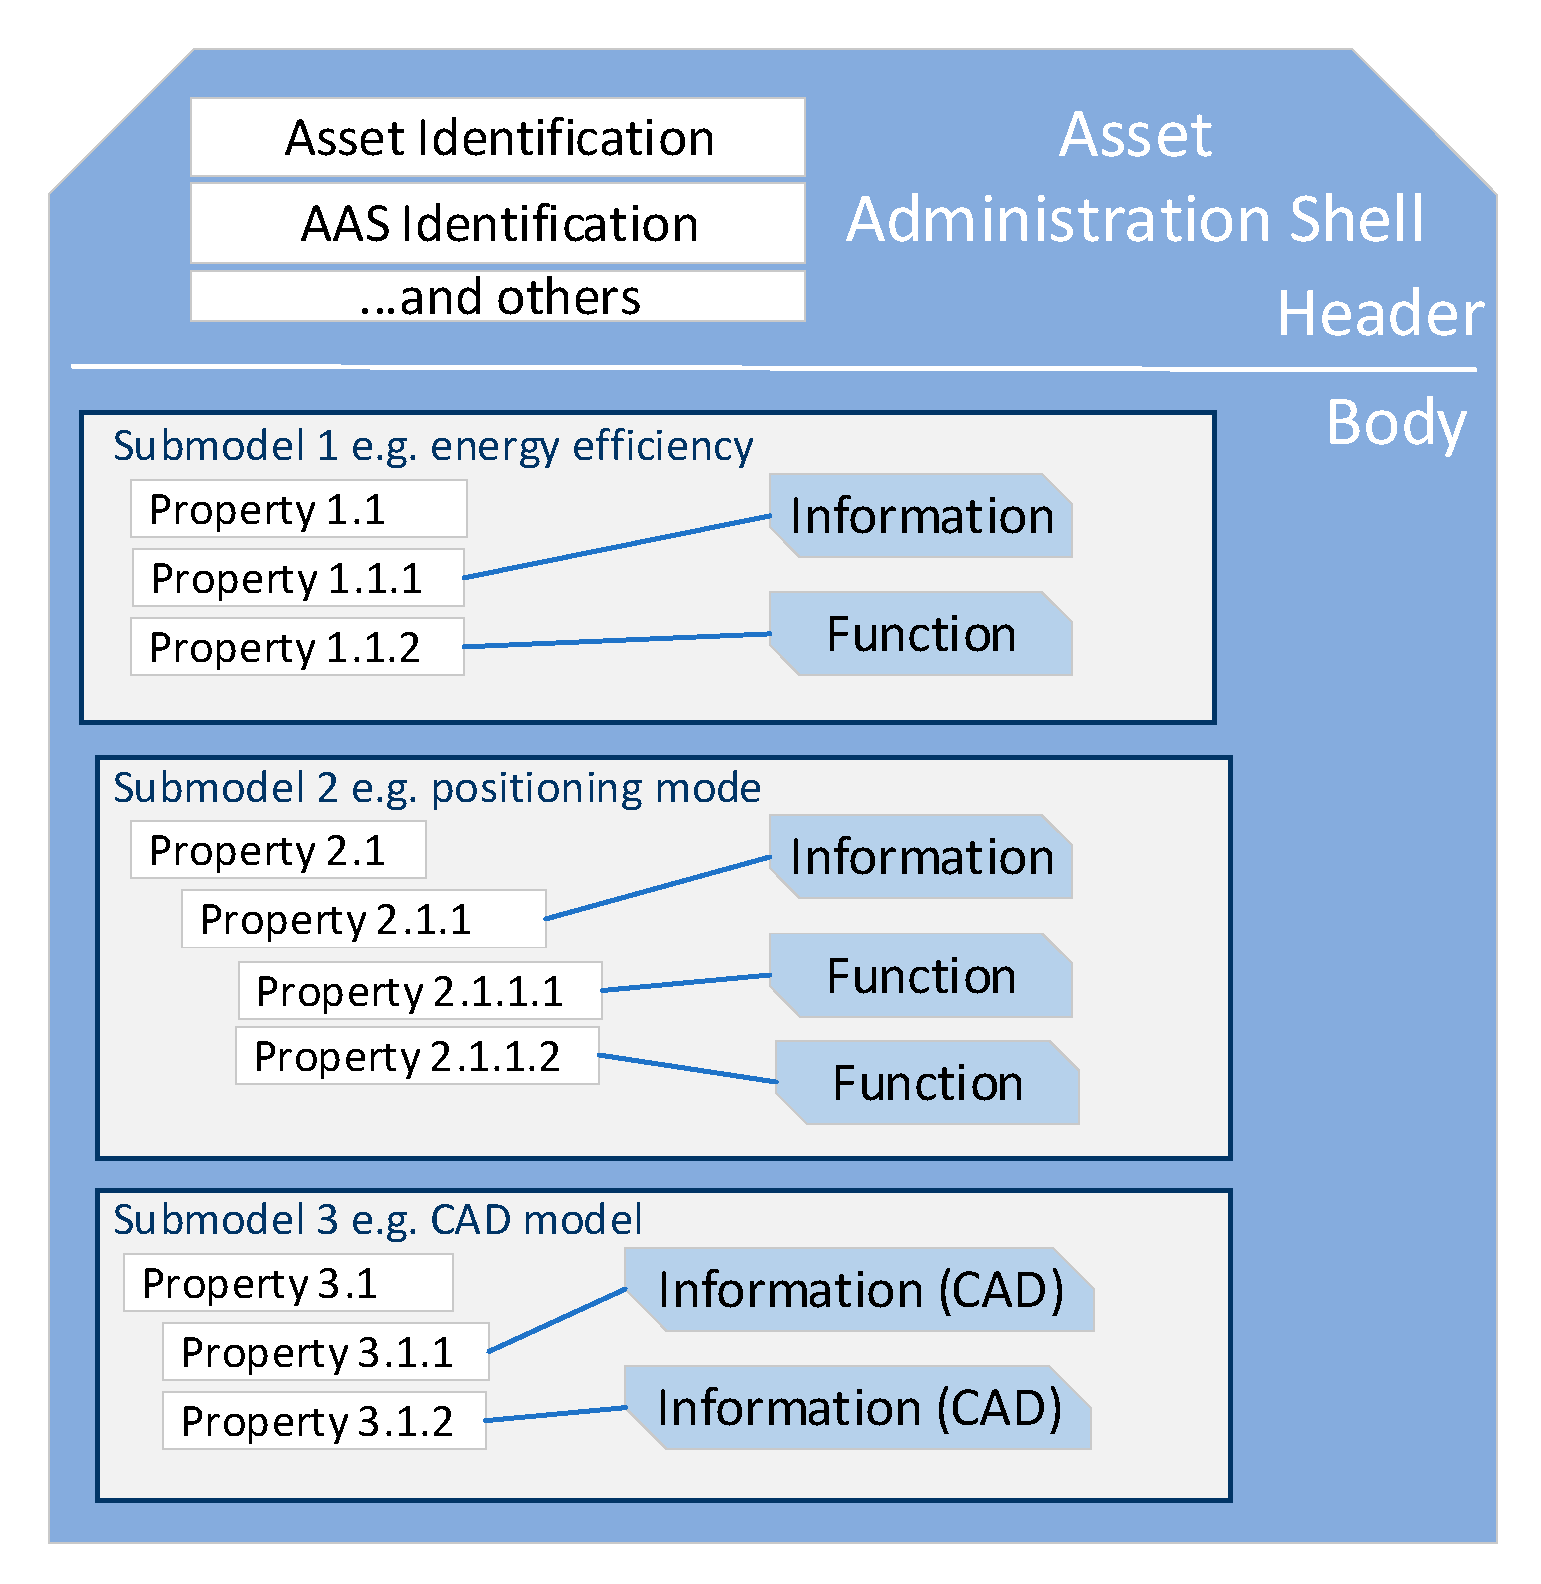 Asset Identification
AAS Identification
...and others
Asset
Administration Shell
Header
Body
Submodel 1 e.g. energy efficiency
Property 1.1
Property 1.1.1
Information
Property 1.1.2
Function
Submodel 2 e.g. positioning mode
Property 2.1
Information
Property 2.1.1
Property 2.1.1.1
Function
Property 2.1.1.2
Function
Submodel 3 e.g. CAD model
Property 3.1
Information (CAD)
Property 3.1.1
Property 3.1.2
Information (CAD)